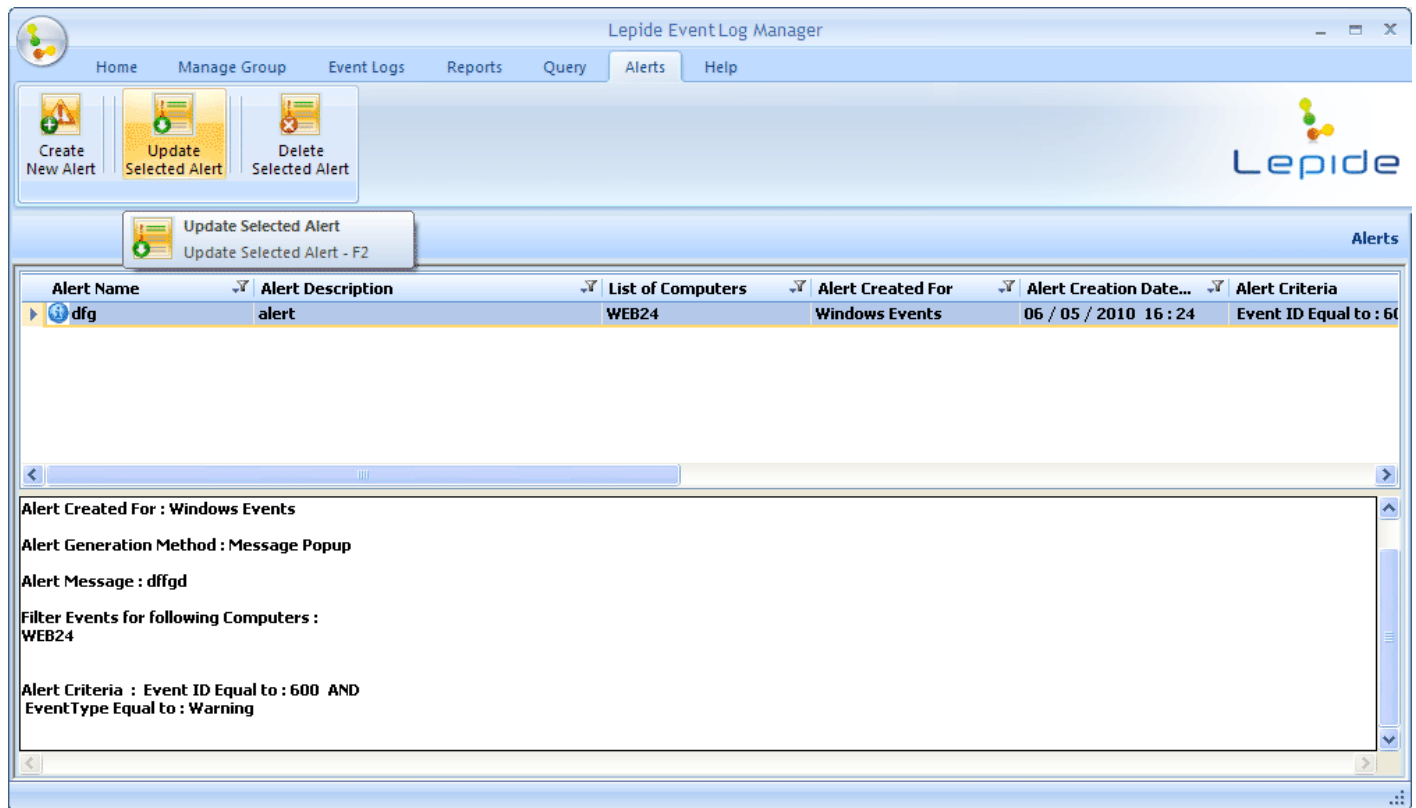 Lepide Event Log Manager
Home Manage Group Event Logs Reports Query Alerts Help
Create New Alert
Update Selected Alert
Delete Selected Alert
Lepide
Update Selected Alert
Update Selected Alert - F2
Alerts
Alert Name Alert Description List of Computers Alert Created For Alert Creation Date... Alert Criteria
dfg alert WEB24 Windows Events 06 / 05 / 2010 16 : 24 Event ID Equal to : 60
Alert Created For : Windows Events
Alert Generation Method : Message Popup
Alert Message : dffgd
Filter Events for following Computers :
WEB24
Alert Criteria : Event ID Equal to : 600 AND
EventType Equal to : Warning